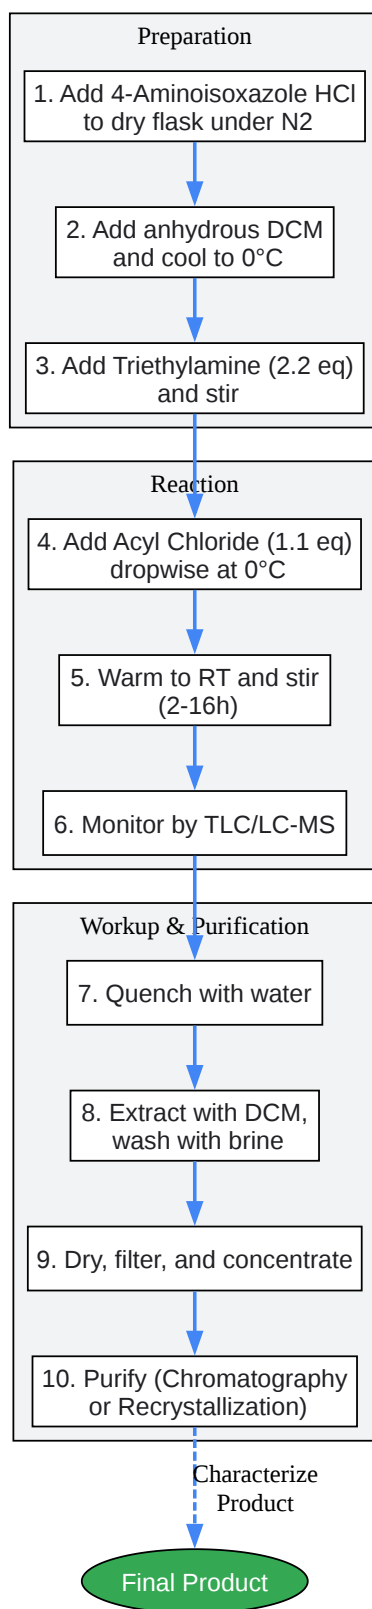 Preparation
1. Add 4-Aminoisoxazole HCl
to dry flask under N2
2. Add anhydrous DCM
and cool to 0°C
3. Add Triethylamine (2.2 eq)
and stir
Reaction
4. Add Acyl Chloride (1.1 eq)
dropwise at 0°C
5. Warm to RT and stir
(2-16h)
6. Monitor by TLC/LC-MS
Workup & Purification
7. Quench with water
8. Extract with DCM,
wash with brine
9. Dry, filter, and concentrate
10. Purify (Chromatography
or Recrystallization)
Characterize
Product
Final Product